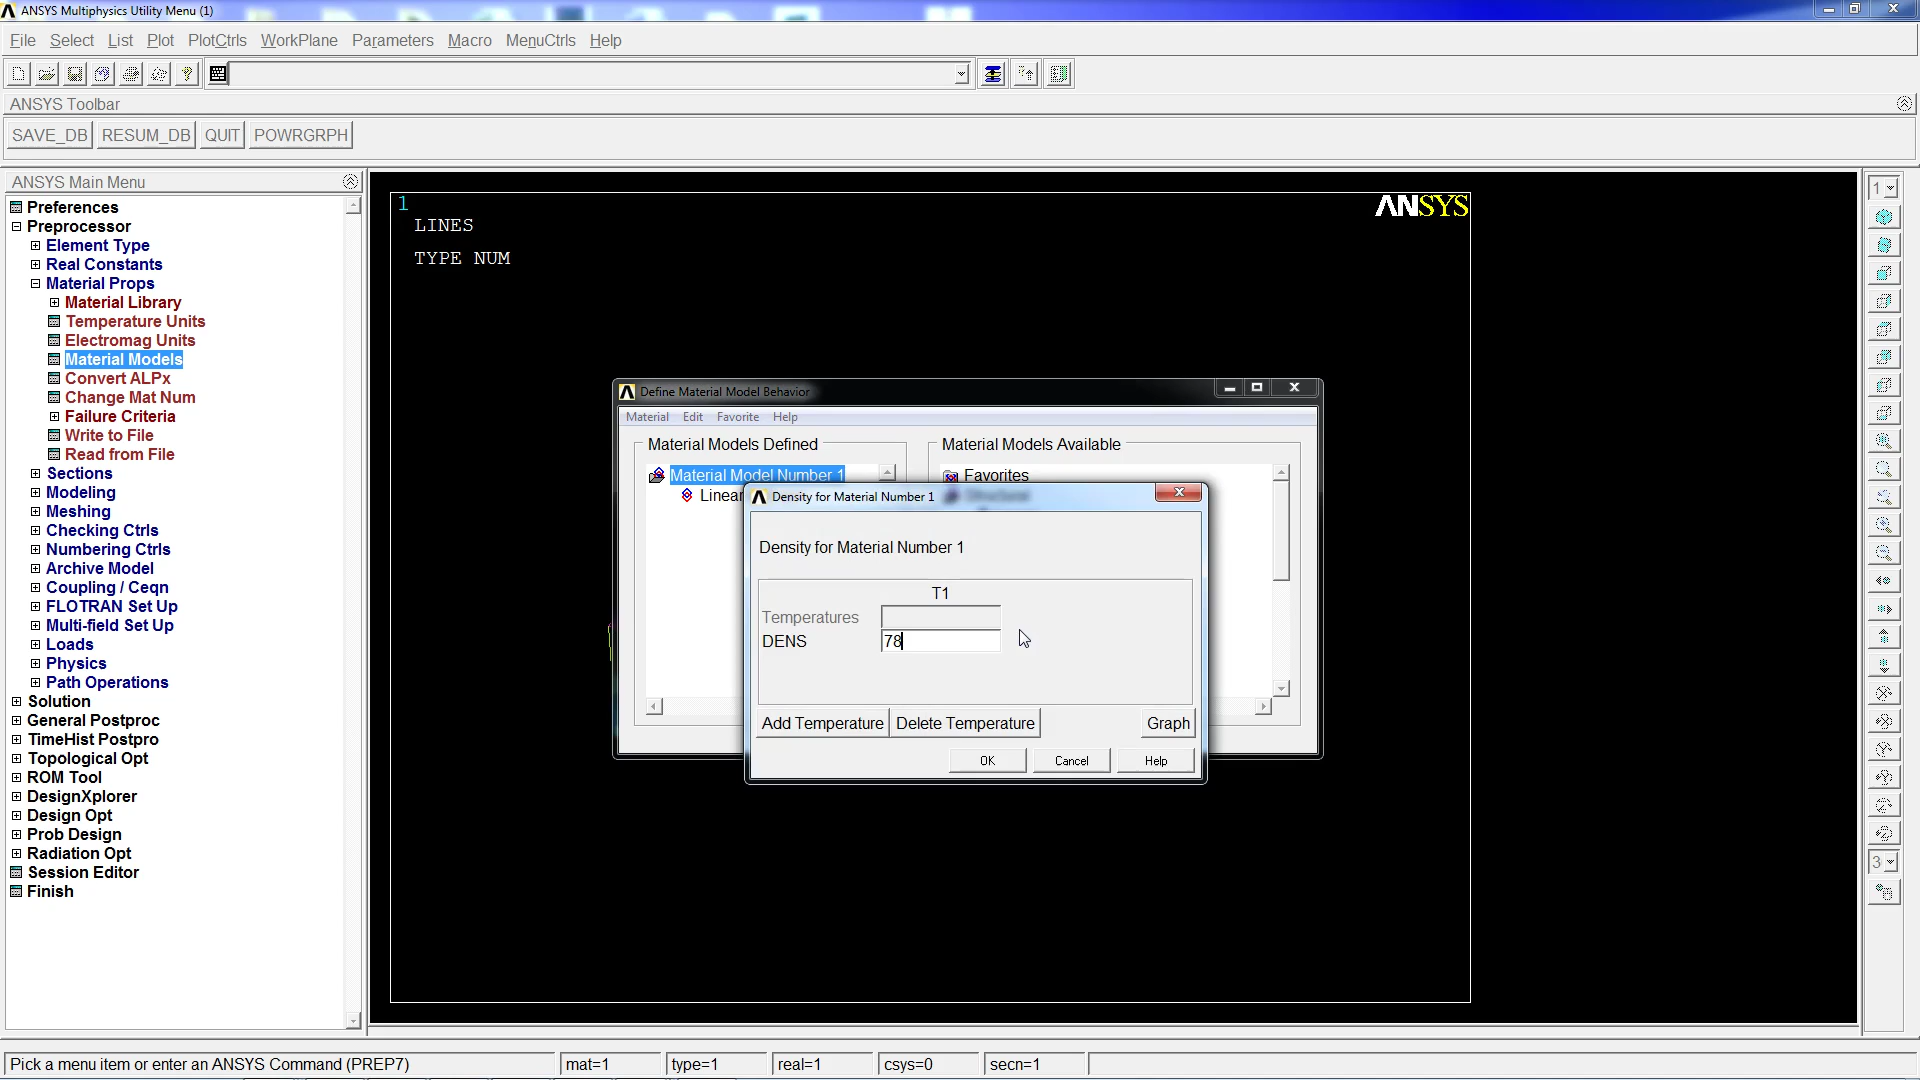 ANSYS Multiphysics Utility Menu (1)
File Select List Plot PlotCtrls WorkPlane Parameters Macro MenuCtrls Help
ANSYS Toolbar
SAVE_DB RESUM_DB QUIT POWRGRPH
ANSYS Main Menu
Preferences
Preprocessor
Element Type
Real Constants
Material Props
Material Library
Temperature Units
Electromag Units
Material Models
Convert ALPx
Change Mat Num
Failure Criteria
Write to File
Read from File
Sections
Modeling
Meshing
Checking Ctrls
Numbering Ctrls
Archive Model
Coupling / Ceqn
FLOTRAN Set Up
Multi-field Set Up
Loads
Physics
Path Operations
Solution
General Postproc
TimeHist Postpro
Topological Opt
ROM Tool
DesignXplorer
Design Opt
Prob Design
Radiation Opt
Session Editor
Finish
1
LINES
TYPE NUM
ANSYS
Define Material Model Behavior
Material Edit Favorite Help
Material Models Defined
Material Model Number 1
Linear
Material Models Available
Favorites
Structural
Density for Material Number 1
Density for Material Number 1
T1
Temperatures
DENS 78
Add Temperature Delete Temperature Graph
OK Cancel Help
1
3
Pick a menu item or enter an ANSYS Command (PREP7) mat=1 type=1 real=1 csys=0 secn=1